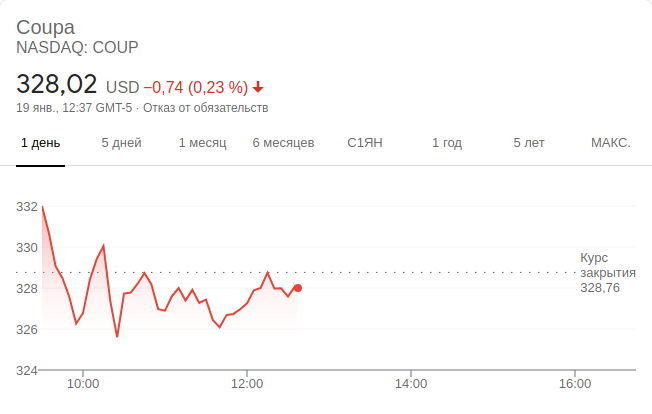 Coupa
NASDAQ: COUP
328,02 USD −0,74 (0,23 %)
19 янв., 12:37 GMT-5 · Отказ от обязательств
1 день 5 дней 1 месяц 6 месяцев С1ЯН 1 год 5 лет МАКС.
332
330
Курс
закрытия
328,76
328
326
324
10:00 12:00 14:00 16:00